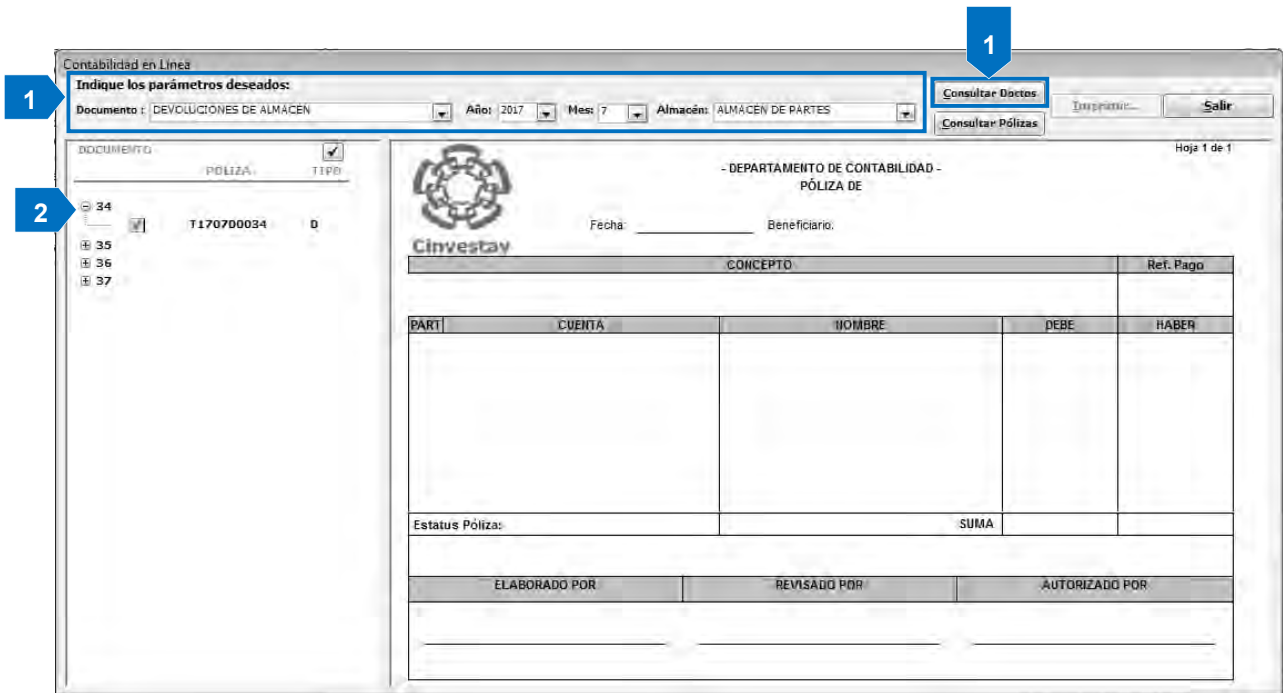 1
Contabilidad en Línea
1 Indique los parámetros deseados: Consultar Doctos
Documento : DEVOLUCIONES DE ALMACÉN Año: 2017 Mes: 7 Almacén: ALMACEN DE PARTES Imprimir... Salir
Consultar Pólizas
DOCUMENTO
POLIZA TIPO
2 34
T170700034 D
35
36
37
Hoja 1 de 1
- DEPARTAMENTO DE CONTABILIDAD -
PÓLIZA DE
Fecha: Beneficiario:
Cinvestav
CONCEPTO Ref. Pago
PART CUENTA NOMBRE DEBE HABER
Estatus Póliza: SUMA
ELABORADO POR REVISADO POR AUTORIZADO POR